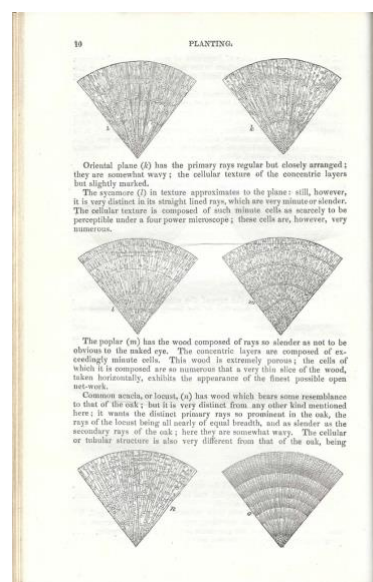 10
PLANTING.
k
Oriental plane (k) has the primary rays regular but closely arranged;
they are somewhat wavy; the cellular texture of the concentric layers
but slightly marked.
The sycamore (l) in texture approximates to the plane: still, however,
it is very distinct in its straight lined rays, which are very minute or slender.
The cellular texture is composed of such minute cells as scarcely to be
perceptible under a four power microscope; these cells are, however, very
numerous.
The poplar (m) has the wood composed of rays so slender as not to be
obvious to the naked eye. The concentric layers are composed of ex-
ceedingly minute cells. This wood is extremely porous; the cells of
which it is composed are so numerous that a very thin slice of the wood,
taken horizontally, exhibits the appearance of the finest possible open
net-work.
Common acacia, or locust, (n) has wood which bears some resemblance
to that of the oak; but it is very distinct from any other kind mentioned
here; it wants the distinct primary rays so prominent in the oak, the
rays of the locust being all nearly of equal breadth, and as slender as the
secondary rays of the oak; here they are somewhat wavy. The cellular
or tubular structure is also very different from that of the oak, being
n
o